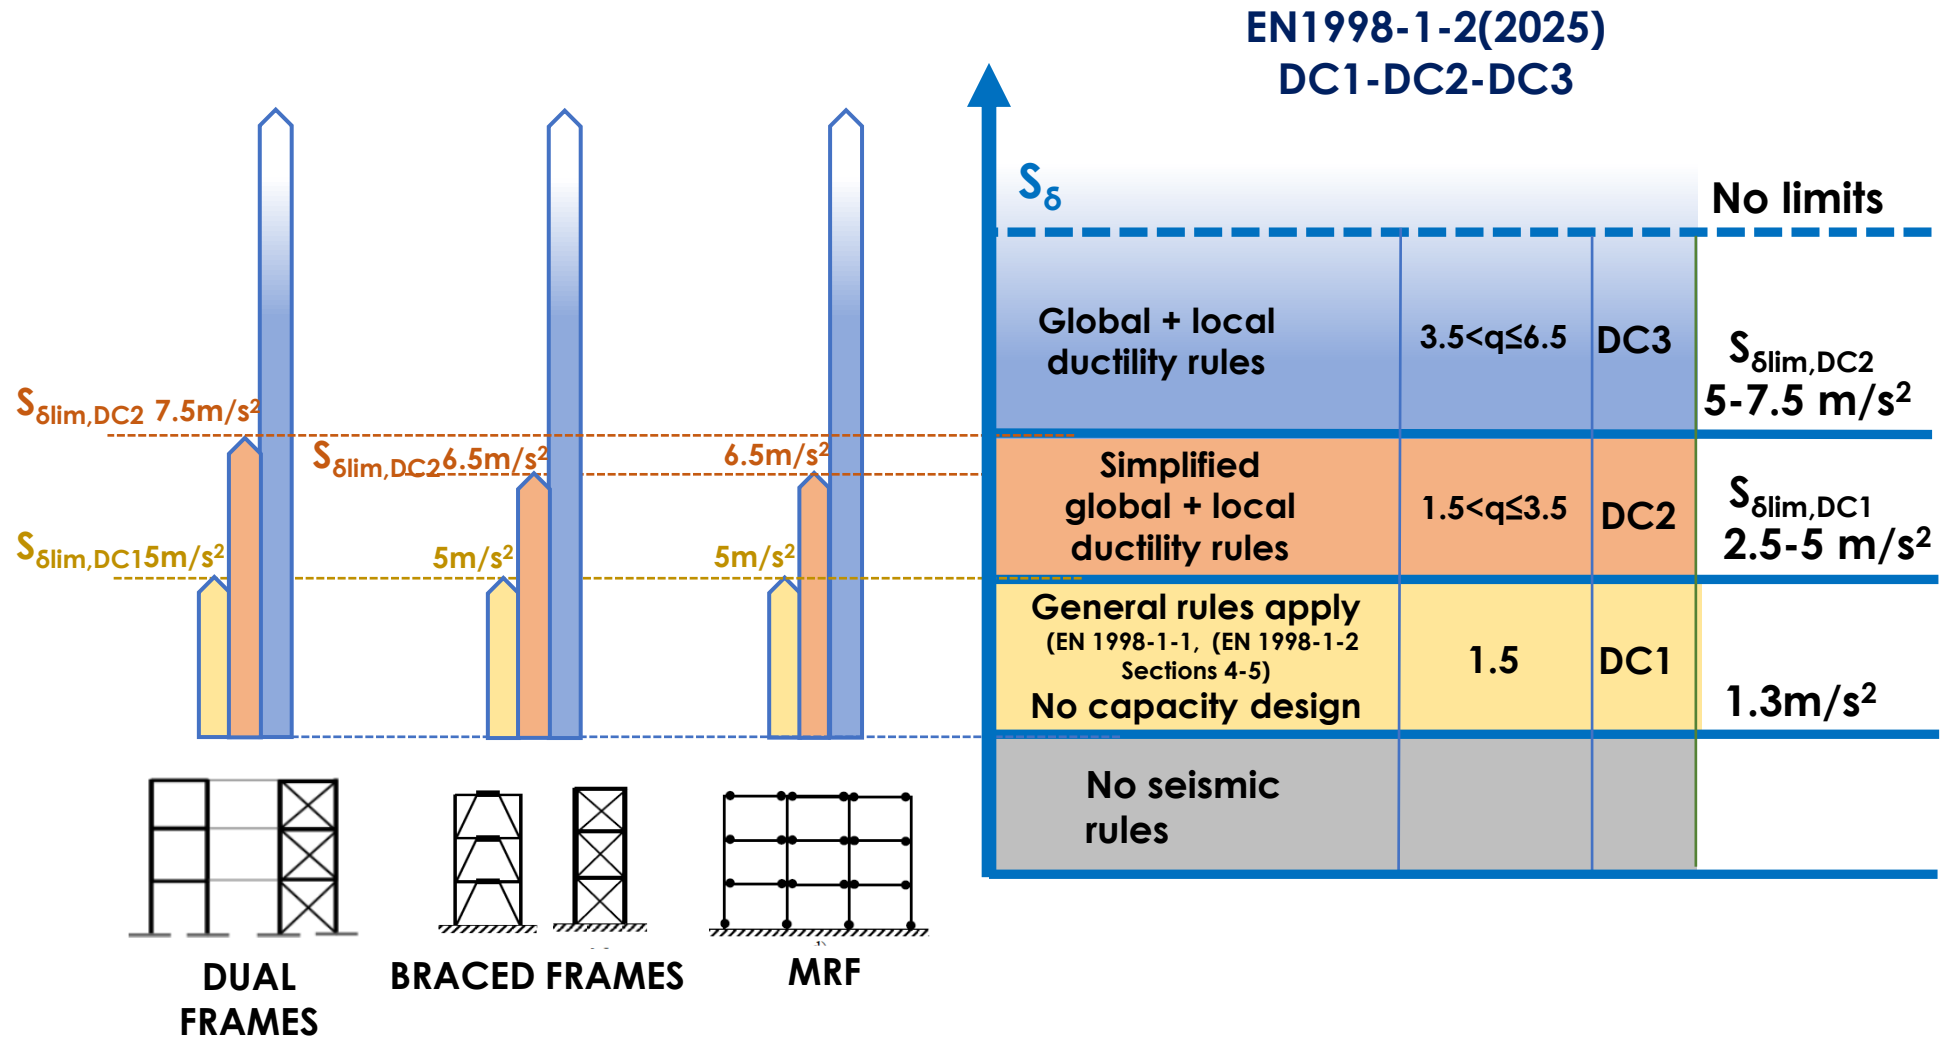 EN1998-1-2(2025)
DC1-DC2-DC3
Sδ
No limits
Global + local
ductility rules
3.5<q≤6.5
DC3
Sδlim,DC2
5-7.5 m/s²
Sδlim,DC2 7.5m/s²
Sδlim,DC2 6.5m/s²
6.5m/s²
Simplified
global + local
ductility rules
1.5<q≤3.5
DC2
Sδlim,DC1
2.5-5 m/s²
Sδlim,DC1 5m/s²
5m/s²
5m/s²
General rules apply
(EN 1998-1-1, (EN 1998-1-2
Sections 4-5)
No capacity design
1.5
DC1
1.3m/s²
No seismic
rules
DUAL
FRAMES
BRACED FRAMES
MRF